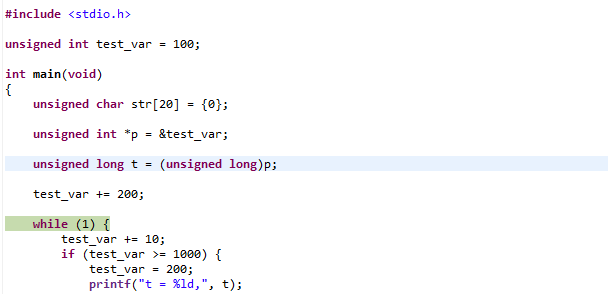 #include <stdio.h>
unsigned int test_var = 100;
int main(void)
{
unsigned char str[20] = {0};
unsigned int *p = &test_var;
unsigned long t = (unsigned long)p;
test_var += 200;
while (1) {
test_var += 10;
if (test_var >= 1000) {
test_var = 200;
printf("t = %ld,", t);